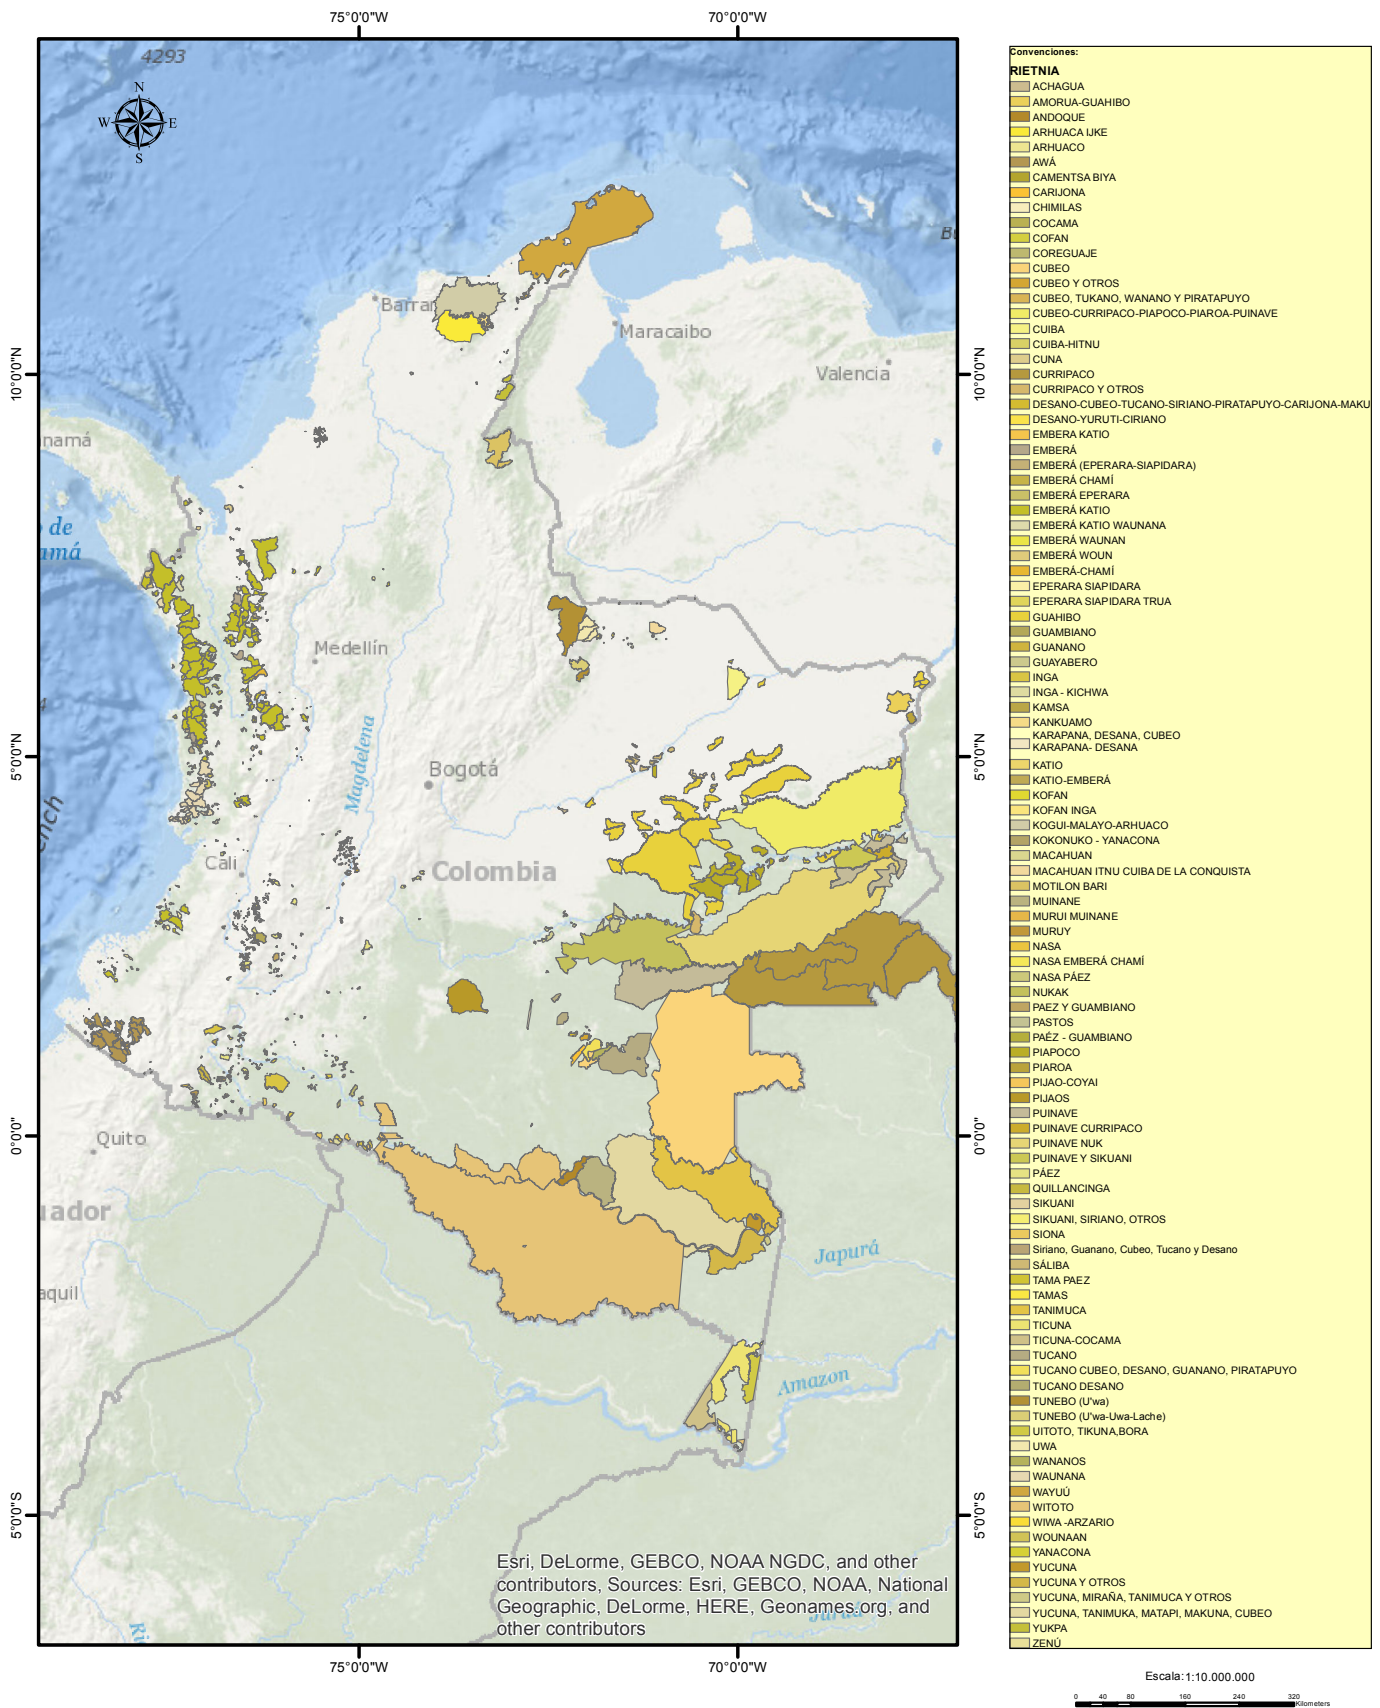 75°0'0"W
70°0'0"W
4293
N
W
E
S
Barran
Maracaibo
Valencia
10°0'0"N
10°0'0"N
namá
o de
amá
Medellín
Magdelena
Bogotá
5°0'0"N
5°0'0"N
Cali
Colombia
Quito
0°0'0"
0°0'0"
uador
Japurá
aquil
Amazon
5°0'0"S
5°0'0"S
Esri, DeLorme, GEBCO, NOAA NGDC, and other
contributors, Sources: Esri, GEBCO, NOAA, National
Geographic, DeLorme, HERE, Geonames.org, and
other contributors
75°0'0"W
70°0'0"W
Convenciones:
RIETNIA
ACHAGUA
AMORUA-GUAHIBO
ANDOQUE
ARHUACA IJKE
ARHUACO
AWÁ
CAMENTSA BIYA
CARIJONA
CHIMILAS
COCAMA
COFAN
COREGUAJE
CUBEO
CUBEO Y OTROS
CUBEO, TUKANO, WANANO Y PIRATAPUYO
CUBEO-CURRIPACO-PIAPOCO-PIAROA-PUINAVE
CUIBA
CUIBA-HITNU
CUNA
CURRIPACO
CURRIPACO Y OTROS
DESANO-CUBEO-TUCANO-SIRIANO-PIRATAPUYO-CARIJONA-MAKU
DESANO-YURUTI-CIRIANO
EMBERA KATIO
EMBERÁ
EMBERÁ (EPERARA-SIAPIDARA)
EMBERÁ CHAMÍ
EMBERÁ EPERARA
EMBERÁ KATIO
EMBERÁ KATIO WAUNANA
EMBERÁ WAUNAN
EMBERÁ WOUN
EMBERÁ-CHAMÍ
EPERARA SIAPIDARA
EPERARA SIAPIDARA TRUA
GUAHIBO
GUAMBIANO
GUANANO
GUAYABERO
INGA
INGA - KICHWA
KAMSA
KANKUAMO
KARAPANA, DESANA, CUBEO
KARAPANA- DESANA
KATIO
KATIO-EMBERÁ
KOFAN
KOFAN INGA
KOGUI-MALAYO-ARHUACO
KOKONUKO - YANACONA
MACAHUAN
MACAHUAN ITNU CUIBA DE LA CONQUISTA
MOTILON BARI
MUINANE
MURUI MUINANE
MURUY
NASA
NASA EMBERÁ CHAMÍ
NASA PÁEZ
NUKAK
PAEZ Y GUAMBIANO
PASTOS
PAÉZ - GUAMBIANO
PIAPOCO
PIAROA
PIJAO-COYAI
PIJAOS
PUINAVE
PUINAVE CURRIPACO
PUINAVE NUK
PUINAVE Y SIKUANI
PÁEZ
QUILLANCINGA
SIKUANI
SIKUANI, SIRIANO, OTROS
SIONA
Siriano, Guanano, Cubeo, Tucano y Desano
SÁLIBA
TAMA PAEZ
TAMAS
TANIMUCA
TICUNA
TICUNA-COCAMA
TUCANO
TUCANO CUBEO, DESANO, GUANANO, PIRATAPUYO
TUCANO DESANO
TUNEBO (U'wa)
TUNEBO (U'wa-Uwa-Lache)
UITOTO, TIKUNA,BORA
UWA
WANANOS
WAUNANA
WAYUÚ
WITOTO
WIWA -ARZARIO
WOUNAAN
YANACONA
YUCUNA
YUCUNA Y OTROS
YUCUNA, MIRAÑA, TANIMUCA Y OTROS
YUCUNA, TANIMUKA, MATAPI, MAKUNA, CUBEO
YUKPA
ZENÚ
Escala:1:10.000.000
0 40 80 160 240 320
Kilometers